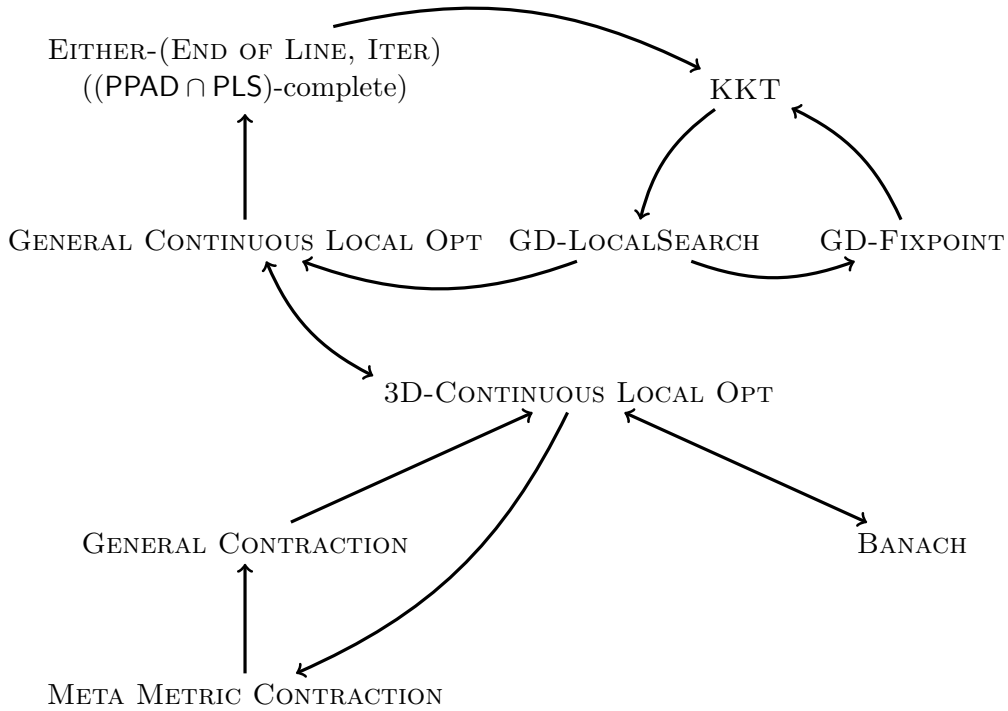 EITHER-(END OF LINE, ITER)
((PPAD ∩ PLS)-complete)
KKT
GENERAL CONTINUOUS LOCAL OPT
GD-LOCALSEARCH
GD-FIXPOINT
3D-CONTINUOUS LOCAL OPT
GENERAL CONTRACTION
BANACH
META METRIC CONTRACTION